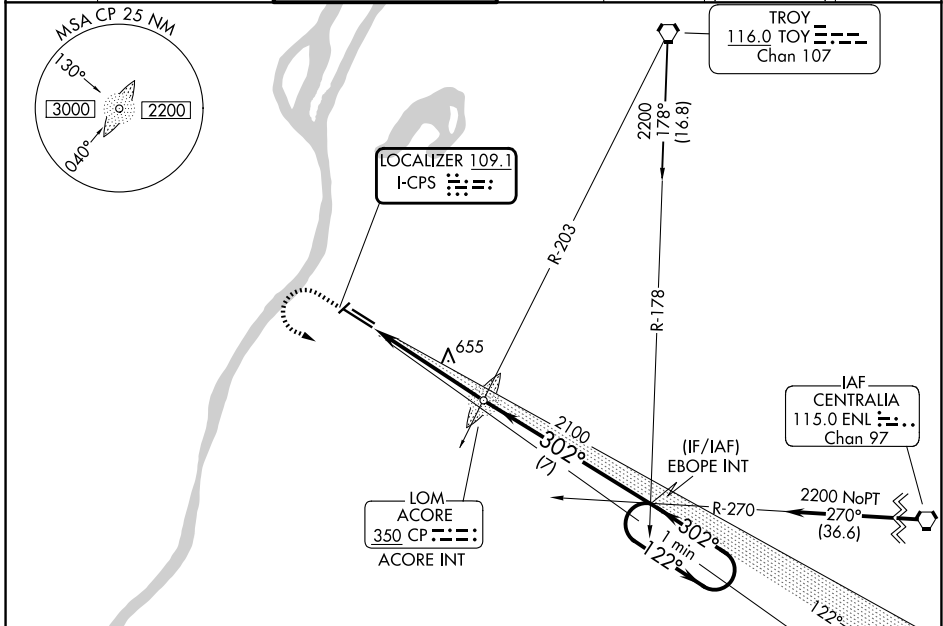 MSA CP 25 NM
130°
3000
2200
040°
TROY
116.0 TOY
Chan 107
2200
178°
(16.8)
LOCALIZER 109.1
I-CPS
R-203
R-178
655
IAF
CENTRALIA
115.0 ENL
Chan 97
2100
302°
(7)
(IF/IAF)
EBOPE INT
R-270
2200 NoPT
270°
(36.6)
LOM
ACORE
350 CP
ACORE INT
302°
1 min
122°
122°